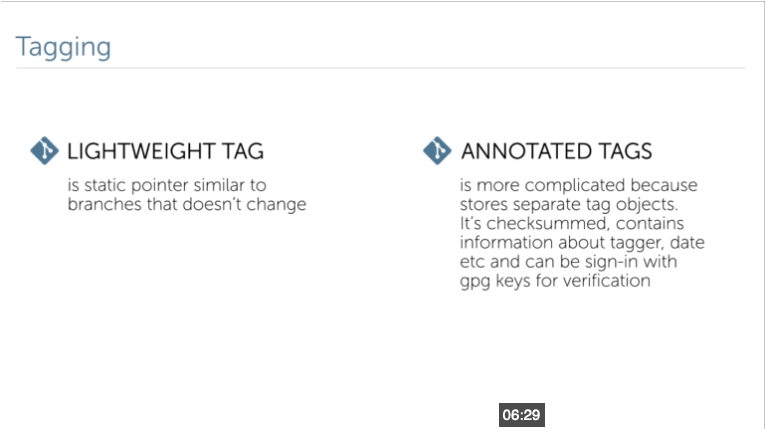 Tagging
LIGHTWEIGHT TAG
is static pointer similar to
branches that doesn't change
ANNOTATED TAGS
is more complicated because
stores separate tag objects.
It's checksummed, contains
information about tagger, date
etc and can be sign-in with
gpg keys for verification
06:29